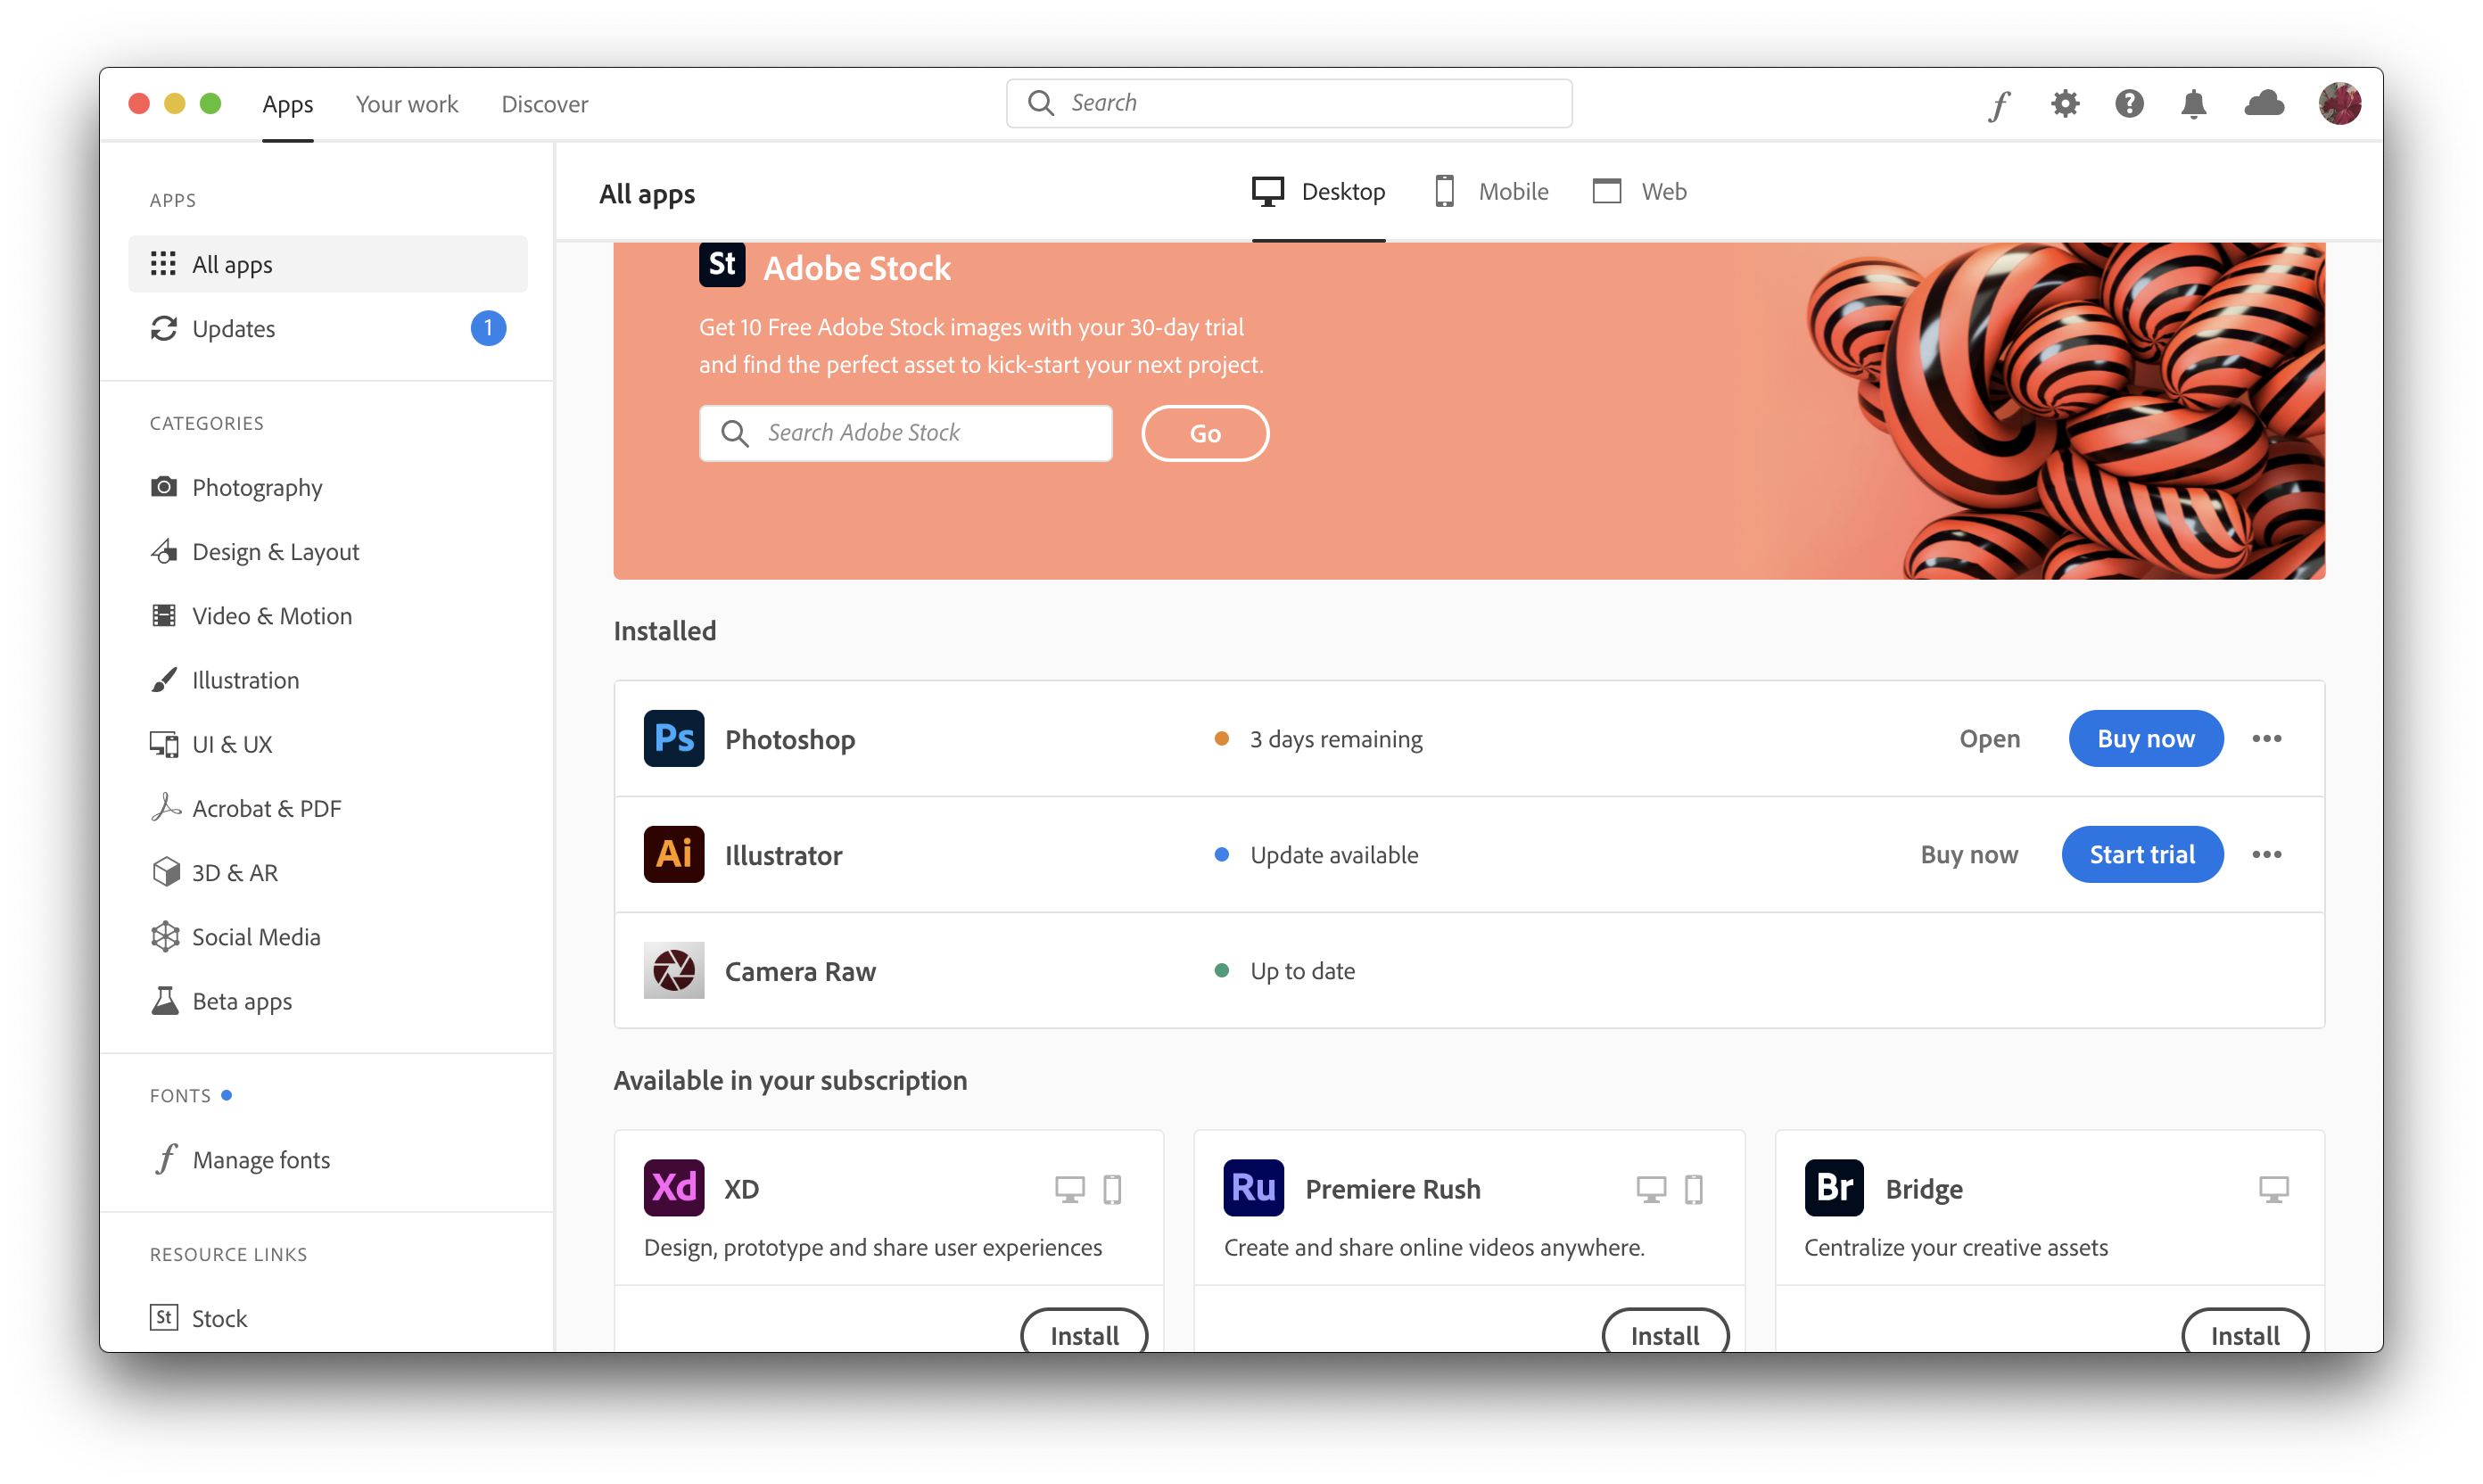 Apps Your work Discover Search
APPS
All apps
Updates 1
CATEGORIES
Photography
Design & Layout
Video & Motion
Illustration
UI & UX
Acrobat & PDF
3D & AR
Social Media
Beta apps
FONTS
Manage fonts
RESOURCE LINKS
St Stock
All apps Desktop Mobile Web
St Adobe Stock
Get 10 Free Adobe Stock images with your 30-day trial
and find the perfect asset to kick-start your next project.
Search Adobe Stock Go
Installed
Ps Photoshop 3 days remaining Open Buy now
Ai Illustrator Update available Buy now Start trial
Camera Raw Up to date
Available in your subscription
Xd XD
Design, prototype and share user experiences
Install
Ru Premiere Rush
Create and share online videos anywhere.
Install
Br Bridge
Centralize your creative assets
Install